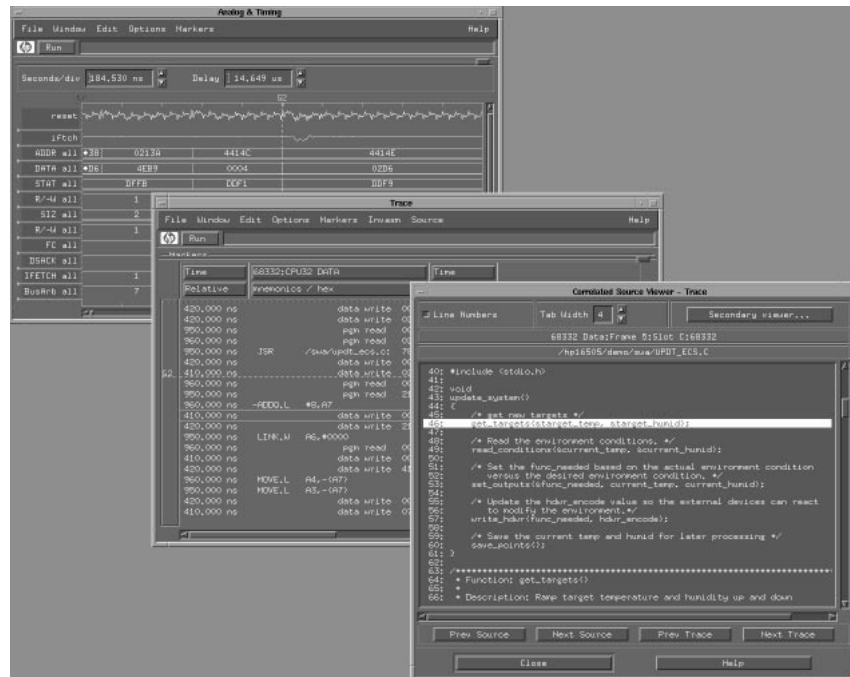 Analog & Timing
File Window Edit Options Markers Help
Run
Seconds/div 184.530 ns Delay 14.649 us
G2
reset
iftch
ADDR all 38 0213A 4414C 4414E
DATA all D6 4EB9 0004 02D6
STAT all DFFB DDF1 DDF9
R/-W all 1
SIZ all 2
R/-W all 1
FC all
DSACK all
IFETCH all 1
BusArb all 7
Trace
File Window Edit Options Markers Invasm Source Help
Run
Markers
Time 68332:CPU32 DATA Time
Relative mnemonics / hex
420.000 ns data write
420.000 ns data write
950.000 ns pgm read
960.000 ns pgm read
950.000 ns JSR /swa/updt_ecs.c:
420.000 ns data write
G2 410.000 ns data write
960.000 ns pgm read
950.000 ns pgm read
960.000 ns -ADDQ.L #8,A7
410.000 ns data write
420.000 ns data write
950.000 ns LINK.W A6,#0000
960.000 ns pgm read
410.000 ns data write
420.000 ns data write
960.000 ns MOVE.L A4,-(A7)
950.000 ns MOVE.L A3,-(A7)
420.000 ns data write
410.000 ns data write
Correlated Source Viewer - Trace
Line Numbers Tab Width 4 Secondary viewer...
68332 Data:Frame 5:Slot C:68332
/hp16505/demo/swa/UPDT_ECS.C
40: #include <stdio.h>
41:
42: void
43: update_system()
44: {
45: /* get new targets */
46: get_targets(&target_temp, &target_humid);
47:
48: /* Read the environment conditions. */
49: read_conditions(&current_temp, &current_humid);
50:
51: /* Set the func_needed based on the actual environment condition
52: versus the desired environment condition. */
53: set_outputs(&func_needed, current_temp, current_humid);
54:
55: /* Update the hdwr_encode value so the external devices can react
56: to modify the environment.*/
57: write_hdwr(func_needed, hdwr_encode);
58:
59: /* Save the current temp and humid for later processing */
60: save_points();
61: }
62:
63: /*****************************************************************
64: * Function: get_targets()
65: *
66: * Description: Ramp target temperature and humidity up and down
Prev Source Next Source Prev Trace Next Trace
Close Help